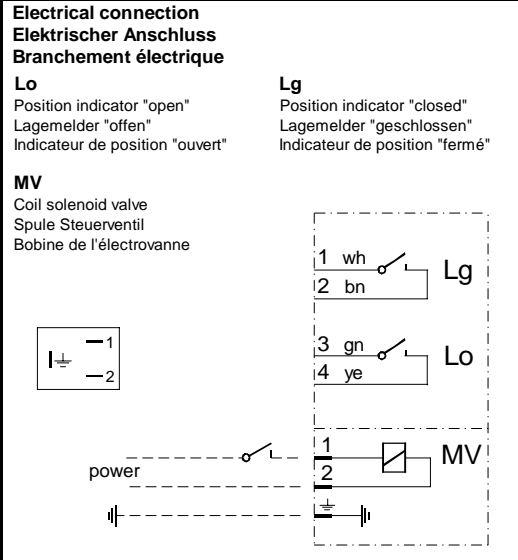 Electrical connection
Elektrischer Anschluss
Branchement électrique
Lo
Position indicator "open"
Lagemelder "offen"
Indicateur de position "ouvert"
Lg
Position indicator "closed"
Lagemelder "geschlossen"
Indicateur de position "fermé"
MV
Coil solenoid valve
Spule Steuerventil
Bobine de l'électrovanne
1 wh
2 bn
Lg
3 gn
4 ye
Lo
1
2
1
2
MV
power